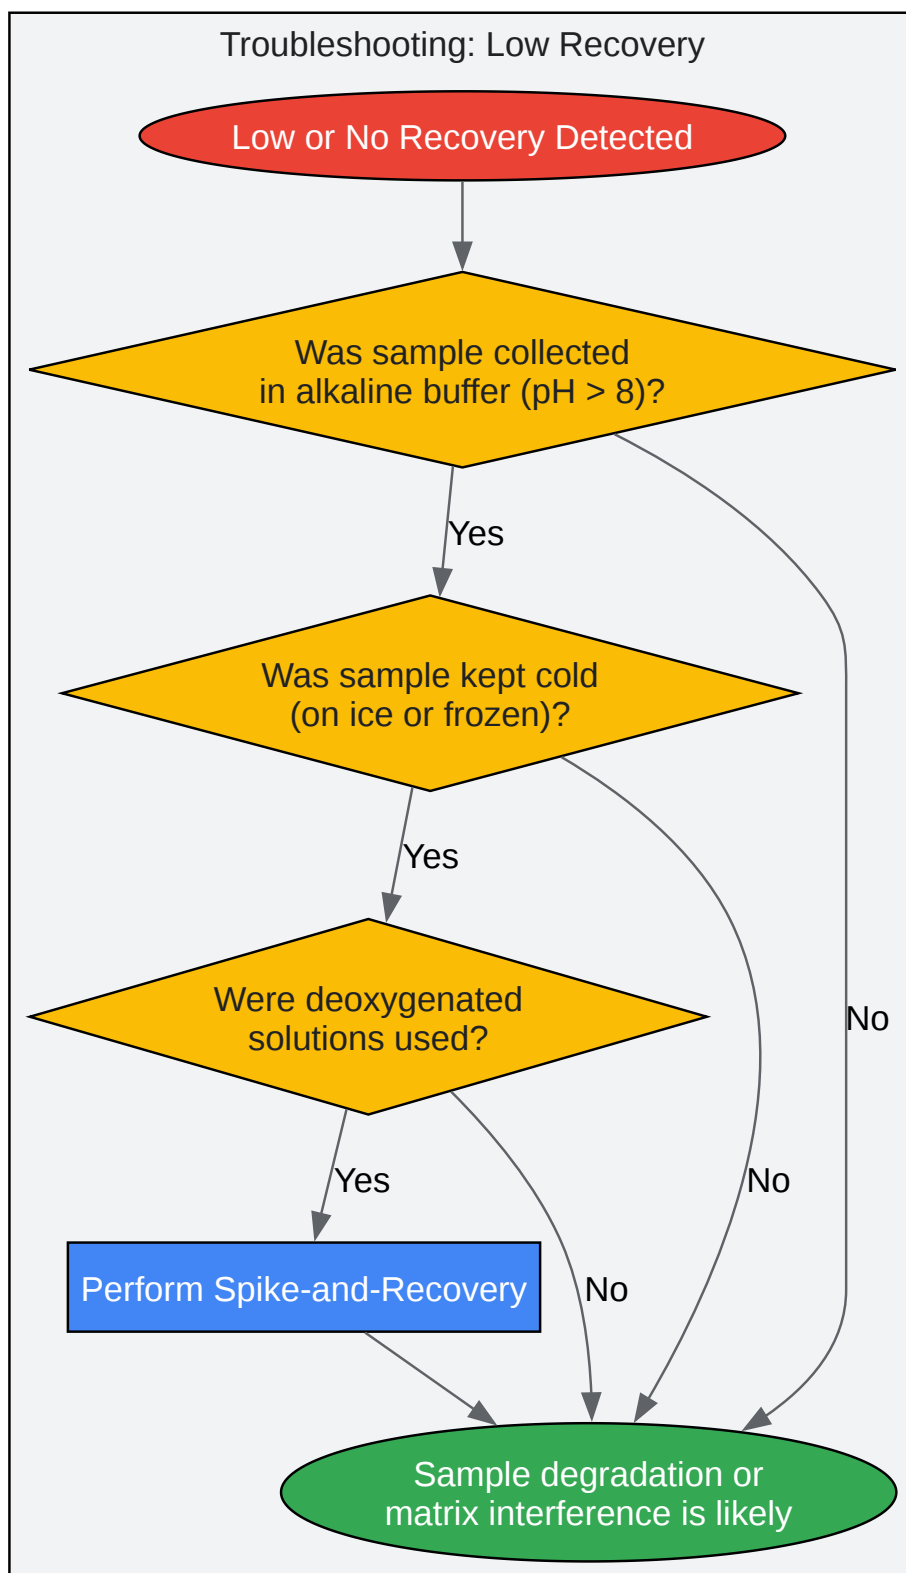 Troubleshooting: Low Recovery
Low or No Recovery Detected
Was sample collected
in alkaline buffer (pH > 8)?
Yes
Was sample kept cold
(on ice or frozen)?
Yes
Were deoxygenated
solutions used?
No
Yes
No
Perform Spike-and-Recovery
No
Sample degradation or
matrix interference is likely